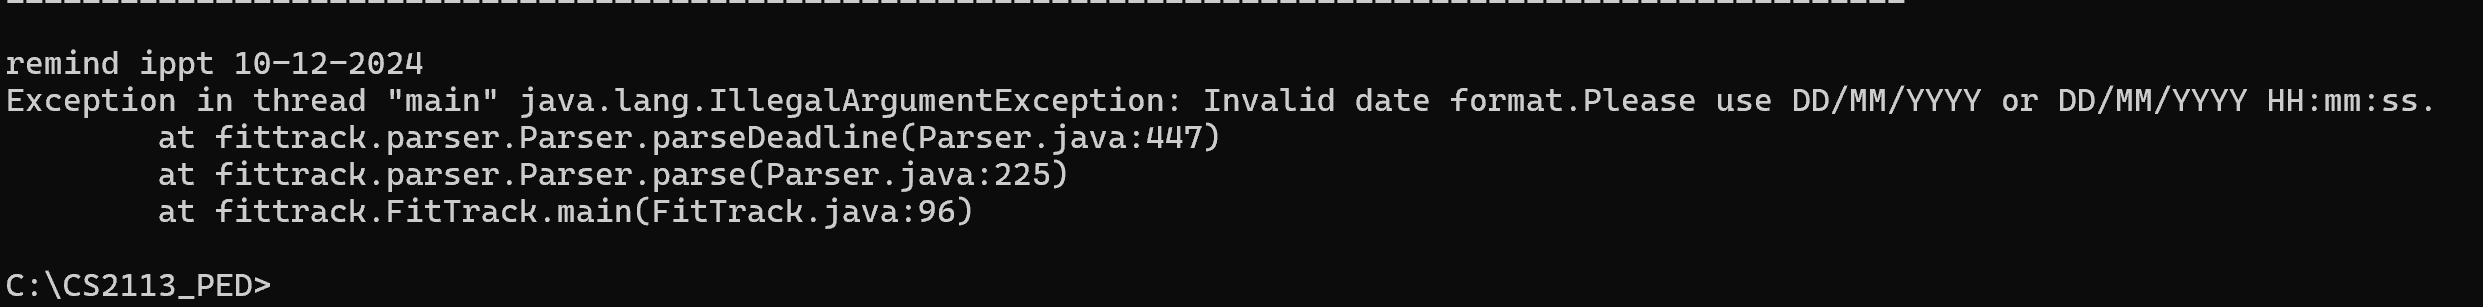 remind ippt 10-12-2024
Exception in thread "main" java.lang.IllegalArgumentException: Invalid date format.Please use DD/MM/YYYY or DD/MM/YYYY HH:mm:ss.
at fittrack.parser.Parser.parseDeadline(Parser.java:447)
at fittrack.parser.Parser.parse(Parser.java:225)
at fittrack.FitTrack.main(FitTrack.java:96)
C:\CS2113_PED>